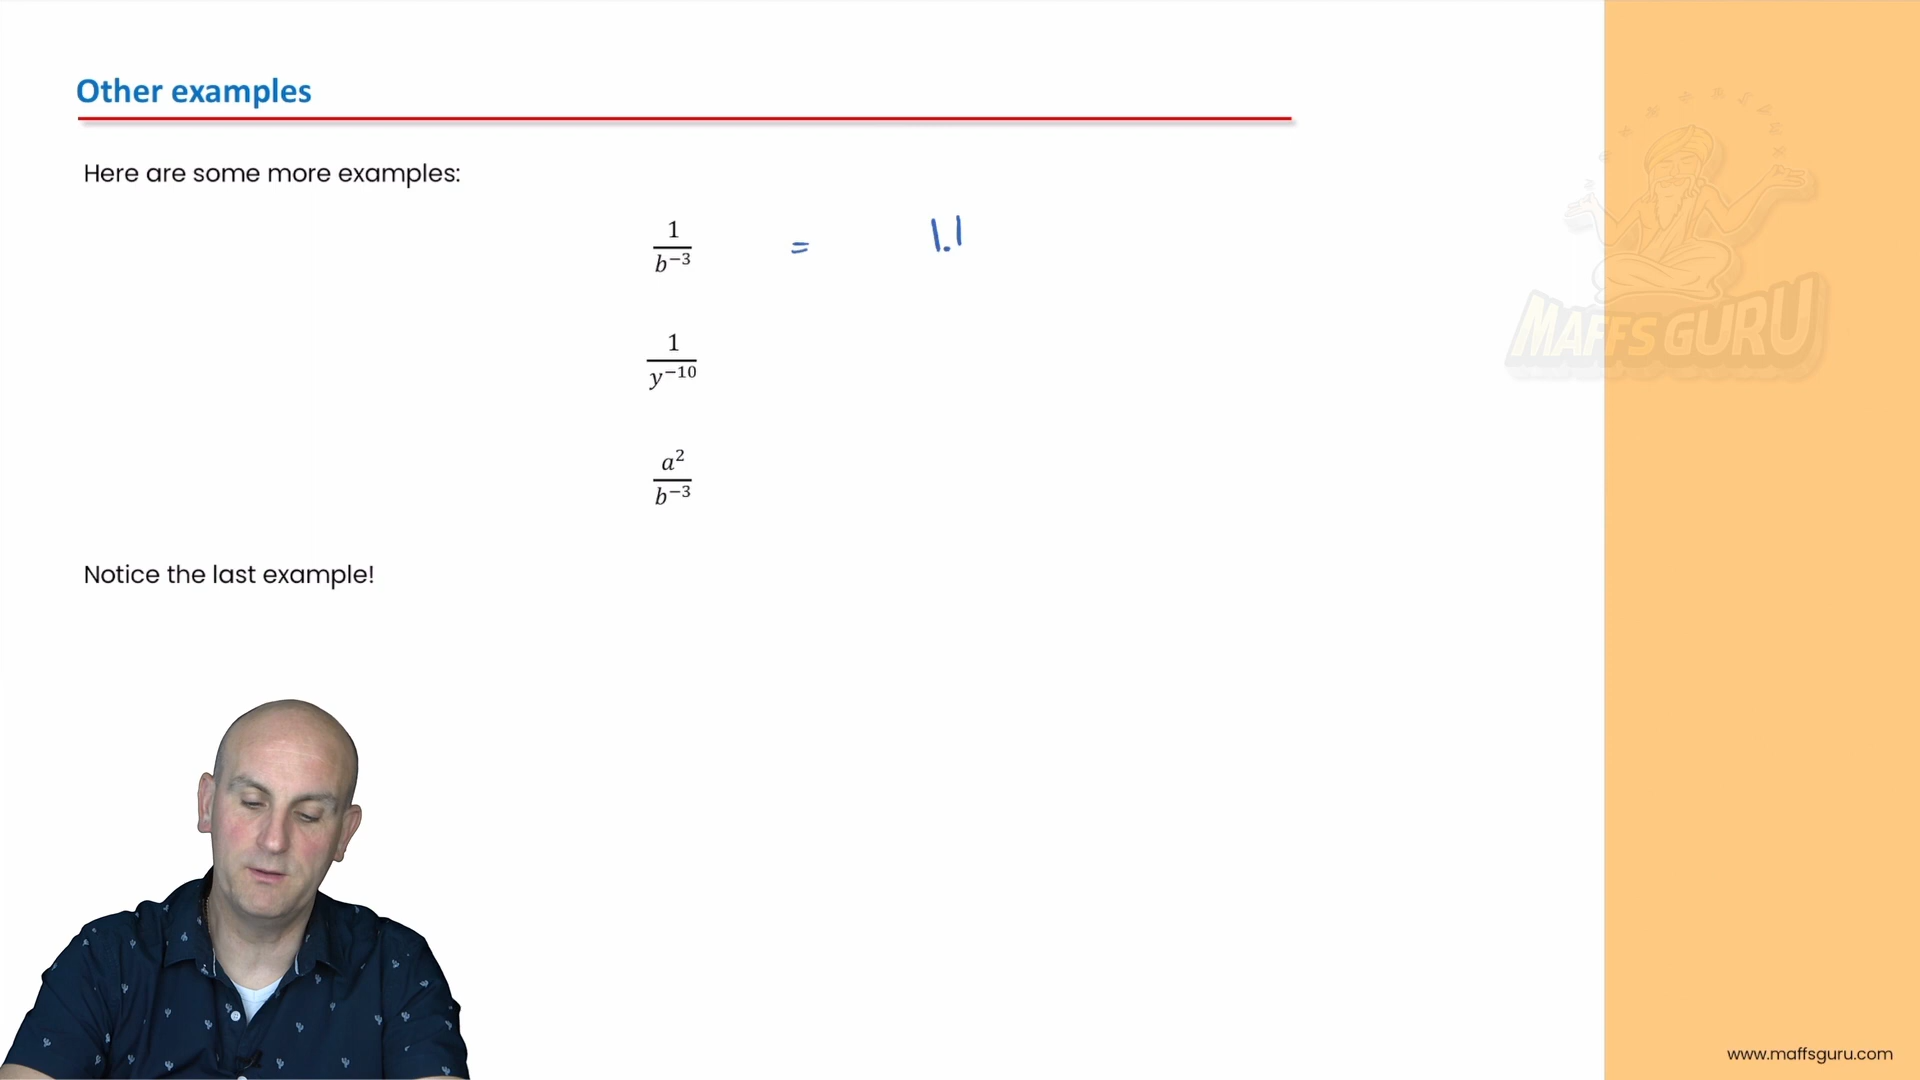 Other examples
Here are some more examples:
1/b⁻³ = 1.1
1/y⁻¹⁰
a²/b⁻³
Notice the last example!
MAFFS GURU
www.maffsguru.com